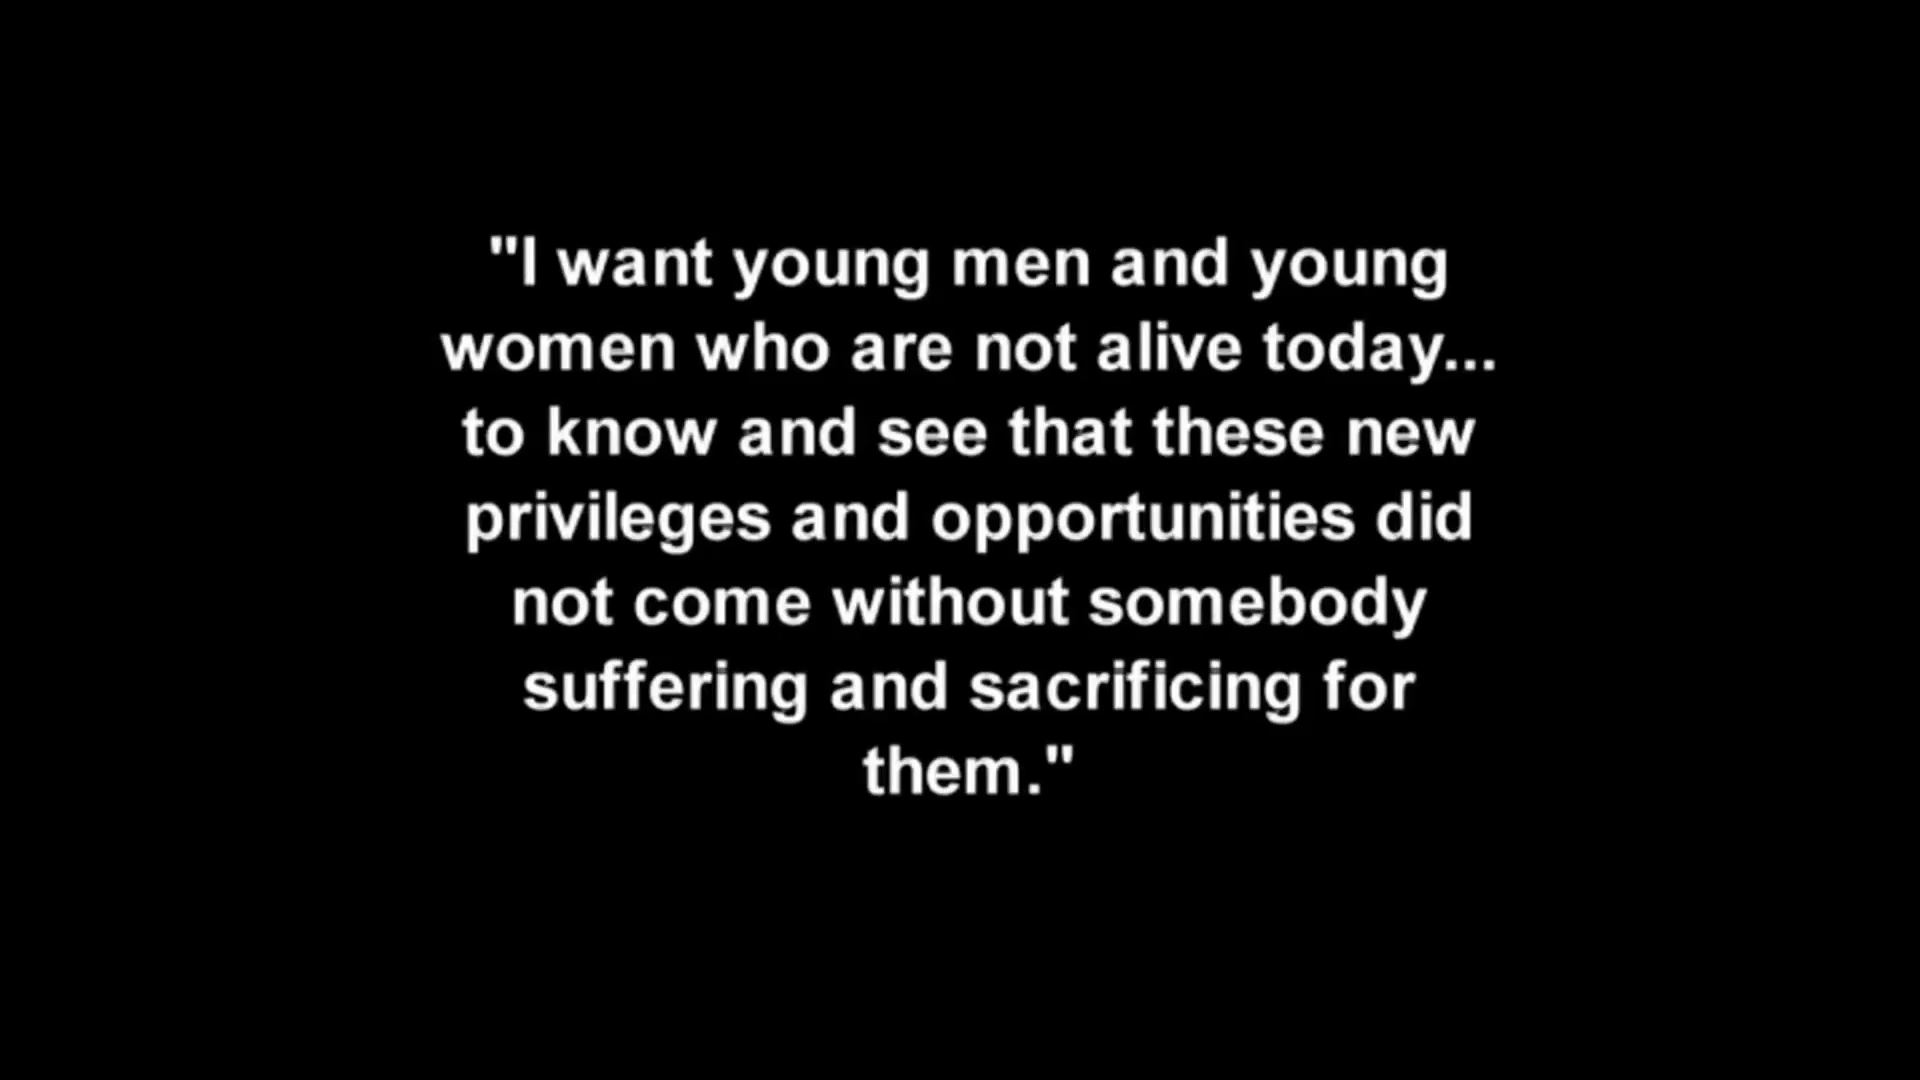 "I want young men and young
women who are not alive today...
to know and see that these new
privileges and opportunities did
not come without somebody
suffering and sacrificing for
them."